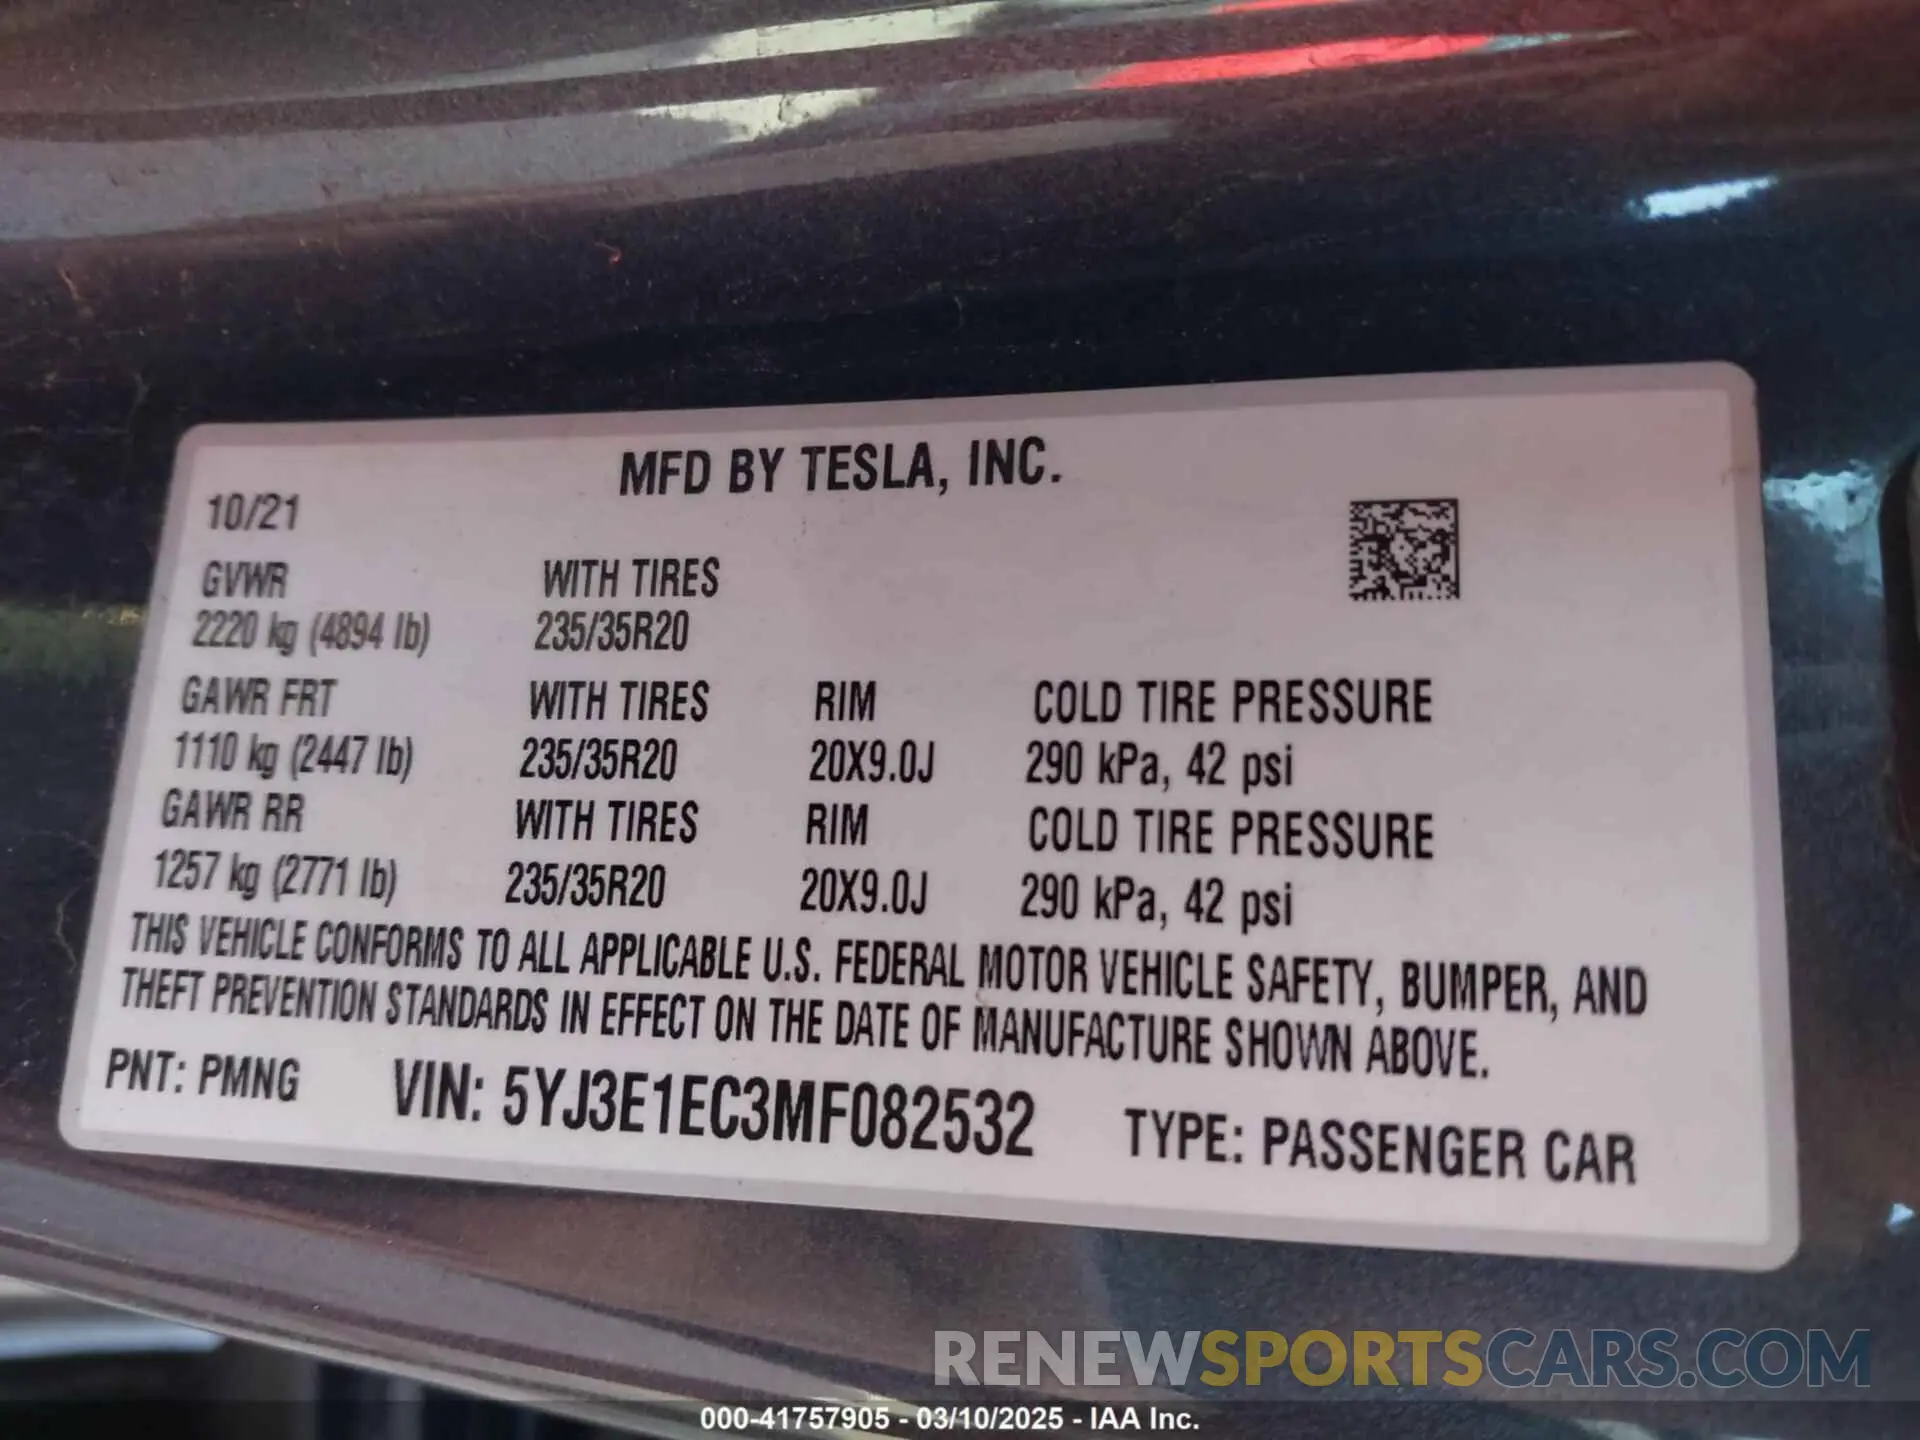 MFD BY TESLA, INC.
10/21
GVWR WITH TIRES
2220 kg (4894 lb) 235/35R20
GAWR FRT WITH TIRES RIM COLD TIRE PRESSURE
1110 kg (2447 lb) 235/35R20 20X9.0J 290 kPa, 42 psi
GAWR RR WITH TIRES RIM COLD TIRE PRESSURE
1257 kg (2771 lb) 235/35R20 20X9.0J 290 kPa, 42 psi
THIS VEHICLE CONFORMS TO ALL APPLICABLE U.S. FEDERAL MOTOR VEHICLE SAFETY, BUMPER, AND
THEFT PREVENTION STANDARDS IN EFFECT ON THE DATE OF MANUFACTURE SHOWN ABOVE.
PNT: PMNG VIN: 5YJ3E1EC3MF082532 TYPE: PASSENGER CAR
RENEWSPORTSCARS.COM
000-41757905 - 03/10/2025 - IAA Inc.